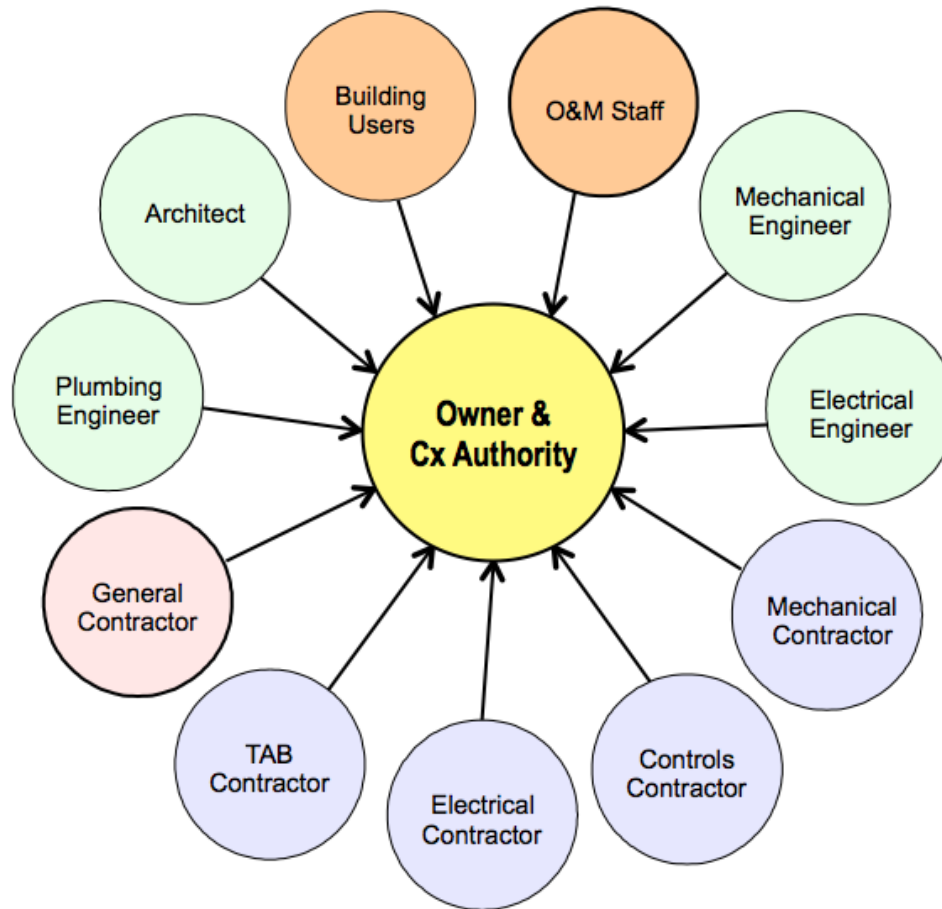 Building
Users
O&M Staff
Architect
Mechanical
Engineer
Plumbing
Engineer
Owner &
Cx Authority
Electrical
Engineer
General
Contractor
Mechanical
Contractor
TAB
Contractor
Electrical
Contractor
Controls
Contractor